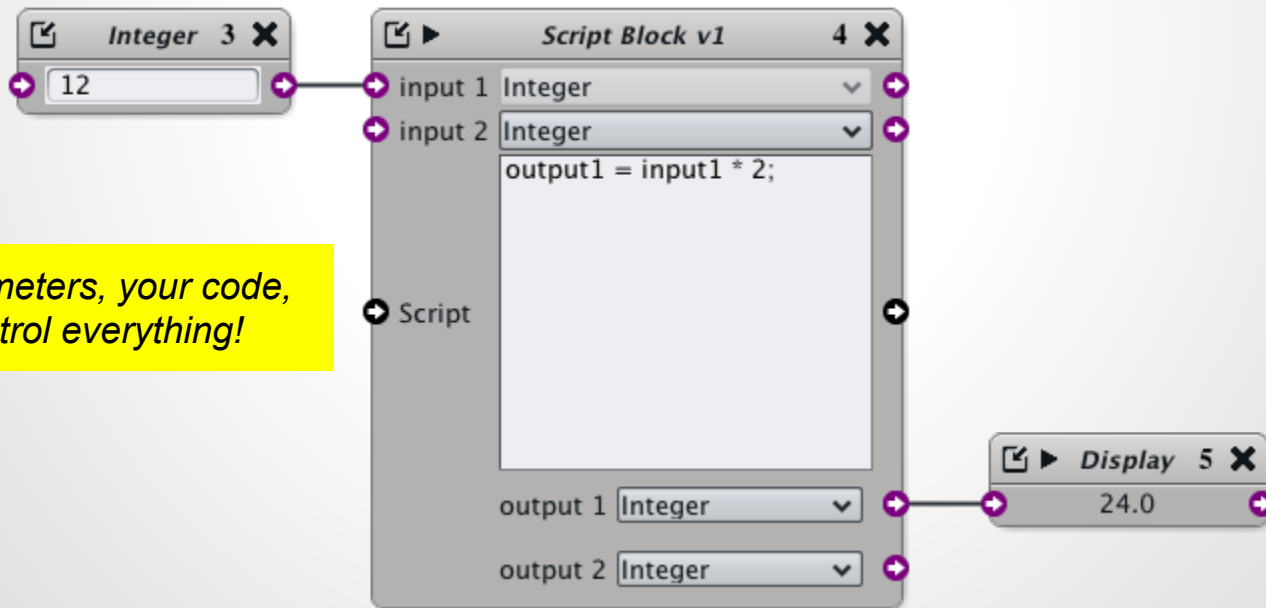 Integer 3
12
Script Block v1 4
input 1 Integer
input 2 Integer
output1 = input1 * 2;
meters, your code,
trol everything!
Script
output 1 Integer
output 2 Integer
Display 5
24.0